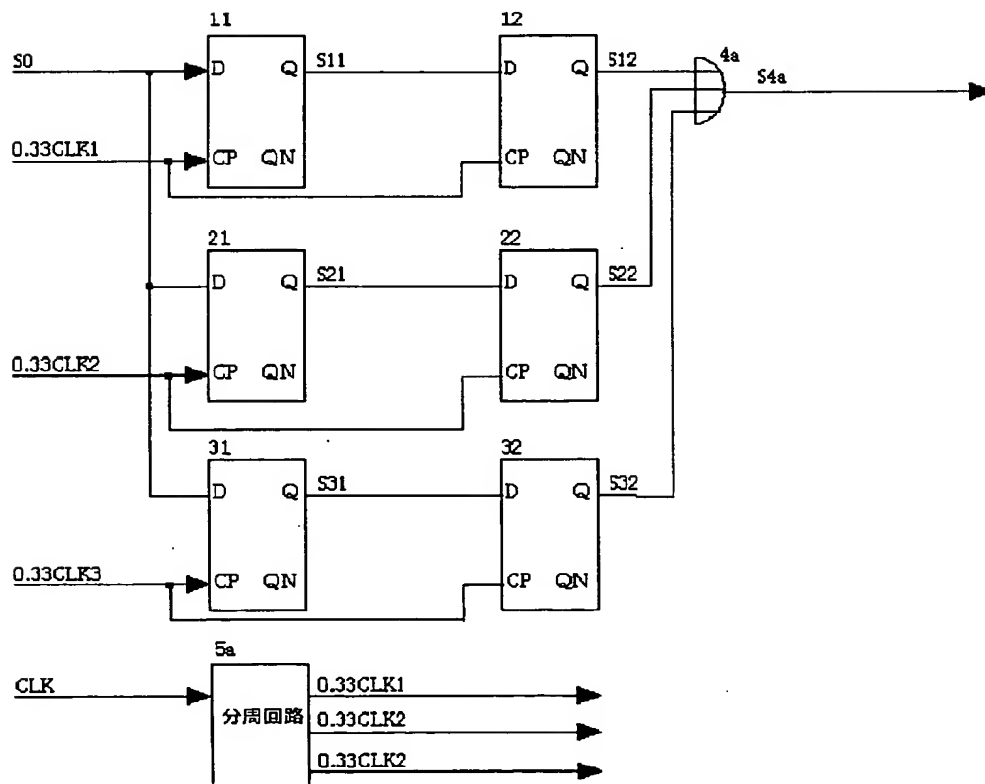 11
12
S0
D
Q
S11
D
Q
S12
4a
S4a
0.33CLK1
CP
QN
CP
QN
21
22
D
Q
S21
D
Q
S22
0.33CLK2
CP
QN
CP
QN
31
32
D
Q
S31
D
Q
S32
0.33CLK3
CP
QN
CP
QN
5a
CLK
分周回路
0.33CLK1
0.33CLK2
0.33CLK2